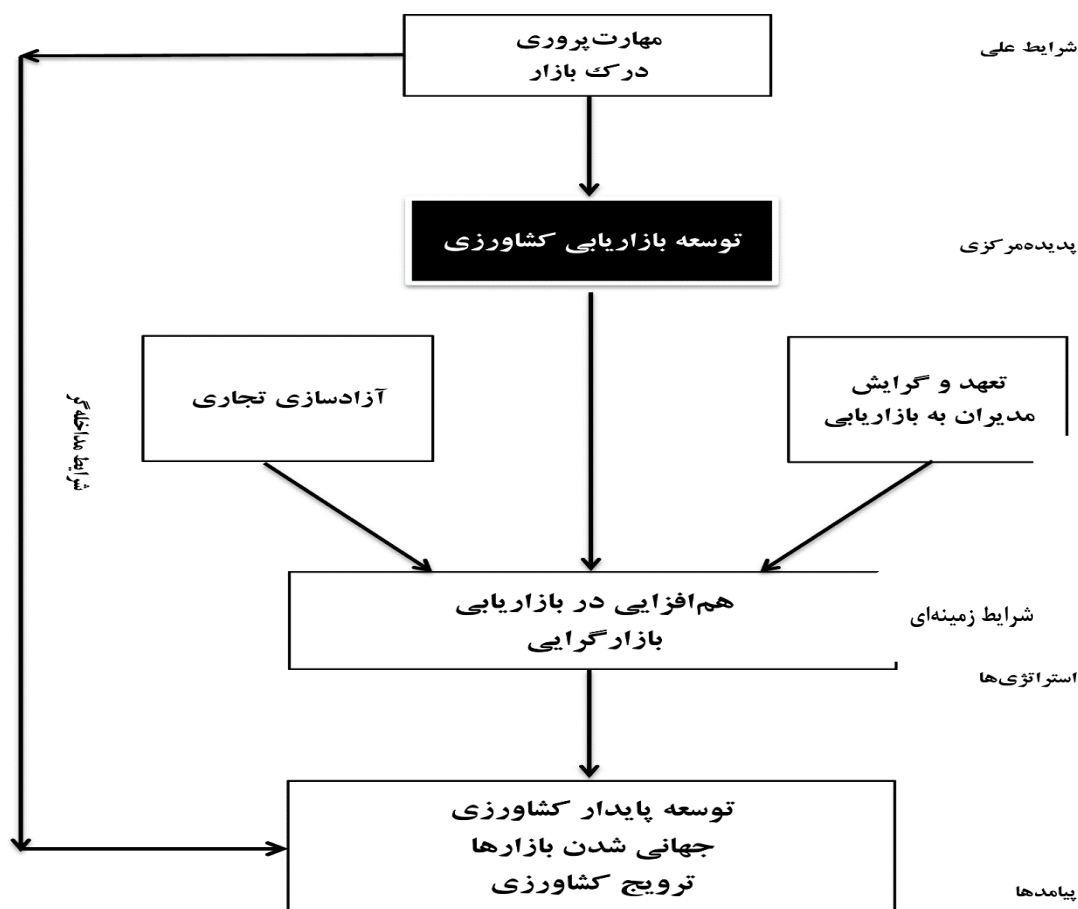 مهارت‌پروری
درک بازار
شرایط علی
توسعه بازاریابی کشاورزی
پدیده‌مرکزی
تعهد و گرایش
مدیران به بازاریابی
آزادسازی تجاری
شرایط مداخله‌گر
هم‌افزایی در بازاریابی
بازارگرایی
شرایط زمینه‌ای
استراتژی‌ها
توسعه پایدار کشاورزی
جهانی شدن بازارها
ترویج کشاورزی
پیامدها